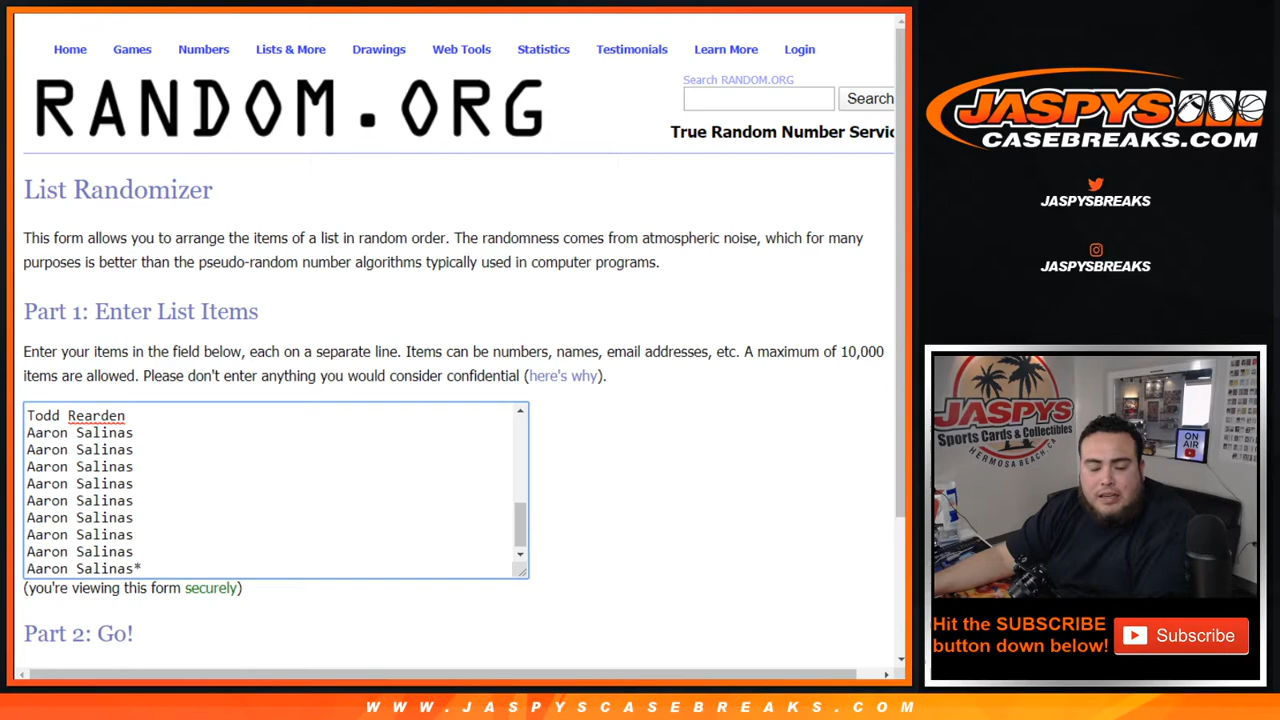 Home Games Numbers Lists & More Drawings Web Tools Statistics Testimonials Learn More Login
RANDOM.ORG
Search RANDOM.ORG
Search
True Random Number Servic
List Randomizer
This form allows you to arrange the items of a list in random order. The randomness comes from atmospheric noise, which for many
purposes is better than the pseudo-random number algorithms typically used in computer programs.
Part 1: Enter List Items
Enter your items in the field below, each on a separate line. Items can be numbers, names, email addresses, etc. A maximum of 10,000
items are allowed. Please don't enter anything you would consider confidential (here's why).
Todd Rearden
Aaron Salinas
Aaron Salinas
Aaron Salinas
Aaron Salinas
Aaron Salinas
Aaron Salinas
Aaron Salinas
Aaron Salinas
Aaron Salinas*
(you're viewing this form securely)
Part 2: Go!
JASPYS
CASEBREAKS.COM
JASPYSBREAKS
JASPYSBREAKS
JASPYS
Sports Cards & Collectibles
HERMOSA BEACH, CA
ON
AIR
Hit the SUBSCRIBE
button down below!
Subscribe
WWW.JASPYSCASEBREAKS.COM